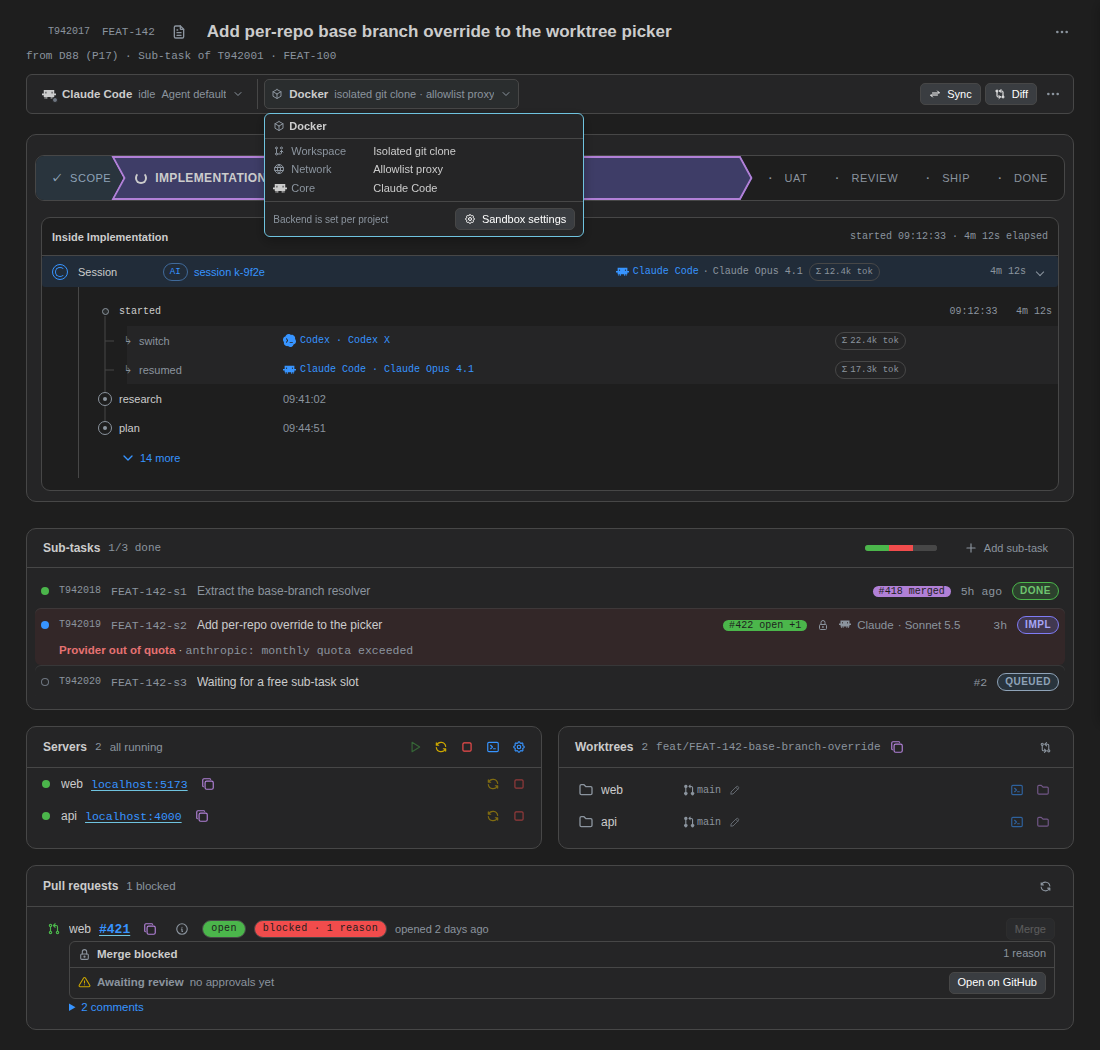 T942017 FEAT-142 Add per-repo base branch override to the worktree picker
from D88 (P17) · Sub-task of T942001 · FEAT-100
Claude Code idle Agent default Docker isolated git clone · allowlist proxy Sync Diff
Docker
Workspace Isolated git clone
Network Allowlist proxy
Core Claude Code
Backend is set per project Sandbox settings
SCOPE IMPLEMENTATION · UAT · REVIEW · SHIP · DONE
Inside Implementation started 09:12:33 · 4m 12s elapsed
Session AI session k-9f2e Claude Code · Claude Opus 4.1 Σ 12.4k tok 4m 12s
started 09:12:33 4m 12s
↳ switch Codex · Codex X Σ 22.4k tok
↳ resumed Claude Code · Claude Opus 4.1 Σ 17.3k tok
research 09:41:02
plan 09:44:51
14 more
Sub-tasks 1/3 done Add sub-task
T942018 FEAT-142-s1 Extract the base-branch resolver #418 merged 5h ago DONE
T942019 FEAT-142-s2 Add per-repo override to the picker #422 open +1 Claude · Sonnet 5.5 3h IMPL
Provider out of quota · anthropic: monthly quota exceeded
T942020 FEAT-142-s3 Waiting for a free sub-task slot #2 QUEUED
Servers 2 all running
web localhost:5173
api localhost:4000
Worktrees 2 feat/FEAT-142-base-branch-override
web main
api main
Pull requests 1 blocked
web #421 open blocked · 1 reason opened 2 days ago Merge
Merge blocked 1 reason
Awaiting review no approvals yet Open on GitHub
2 comments